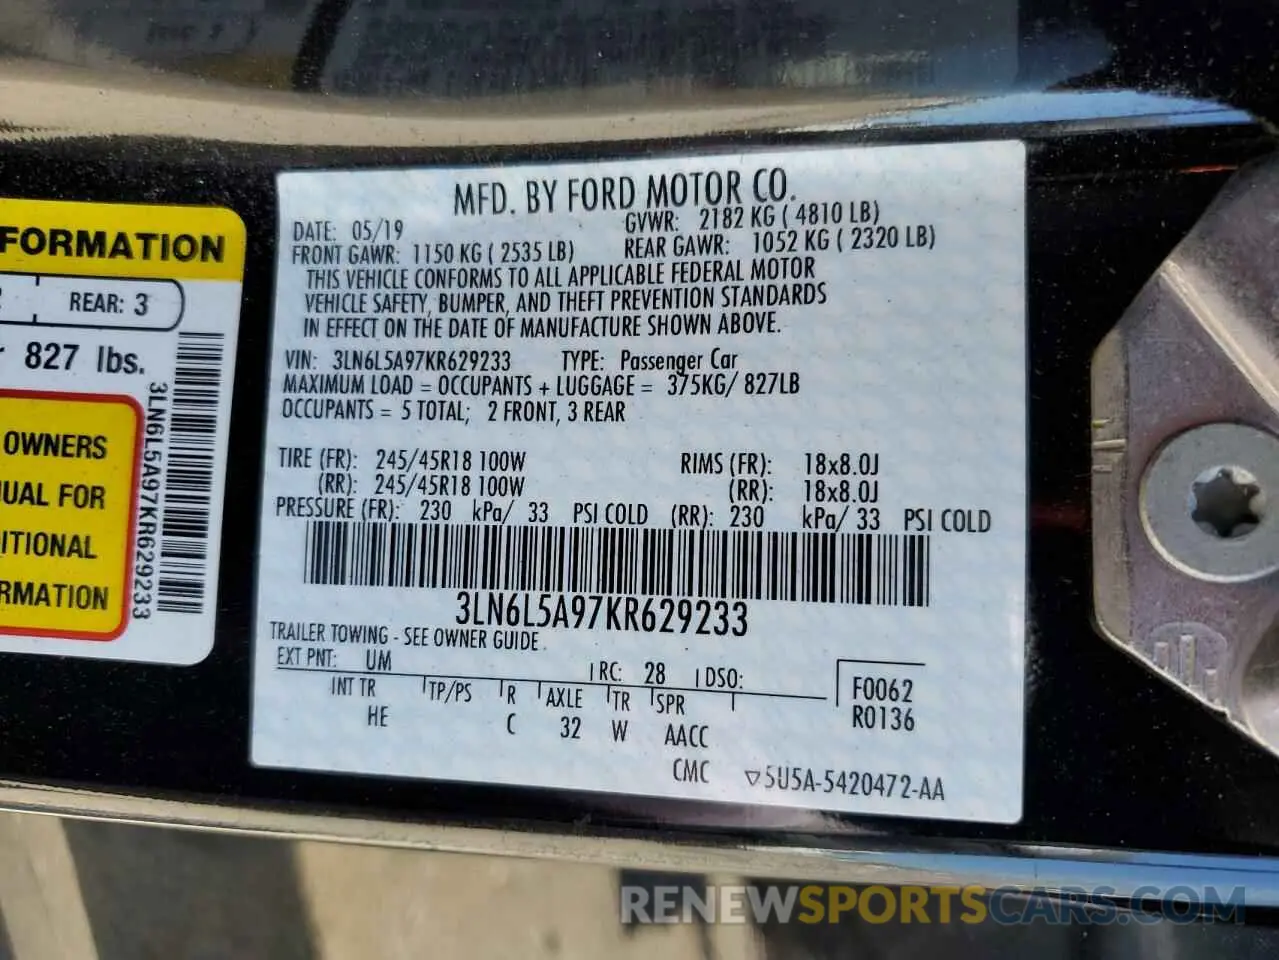 MFD. BY FORD MOTOR CO.
DATE: 05/19 GVWR: 2182 KG ( 4810 LB)
FRONT GAWR: 1150 KG ( 2535 LB) REAR GAWR: 1052 KG ( 2320 LB)
THIS VEHICLE CONFORMS TO ALL APPLICABLE FEDERAL MOTOR
VEHICLE SAFETY, BUMPER, AND THEFT PREVENTION STANDARDS
IN EFFECT ON THE DATE OF MANUFACTURE SHOWN ABOVE.
VIN: 3LN6L5A97KR629233 TYPE: Passenger Car
MAXIMUM LOAD = OCCUPANTS + LUGGAGE = 375KG/ 827LB
OCCUPANTS = 5 TOTAL; 2 FRONT, 3 REAR
TIRE (FR): 245/45R18 100W RIMS (FR): 18x8.0J
(RR): 245/45R18 100W (RR): 18x8.0J
PRESSURE (FR): 230 kPa/ 33 PSI COLD (RR): 230 kPa/ 33 PSI COLD
3LN6L5A97KR629233
TRAILER TOWING - SEE OWNER GUIDE
EXT PNT: UM RC: 28 DSO:
INT TR TP/PS R AXLE TR SPR F0062
HE C 32 W AACC R0136
CMC ▽5U5A-5420472-AA
FORMATION
REAR: 3
827 lbs.
OWNERS
UAL FOR
ITIONAL
RMATION
3LN6L5A97KR629233
RENEWSPORTSCARS.COM